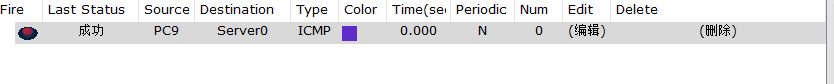 Fire Last Status Source Destination Type Color Time(sec Periodic Num Edit Delete
成功 PC9 Server0 ICMP 0.000 N 0 (编辑) (删除)